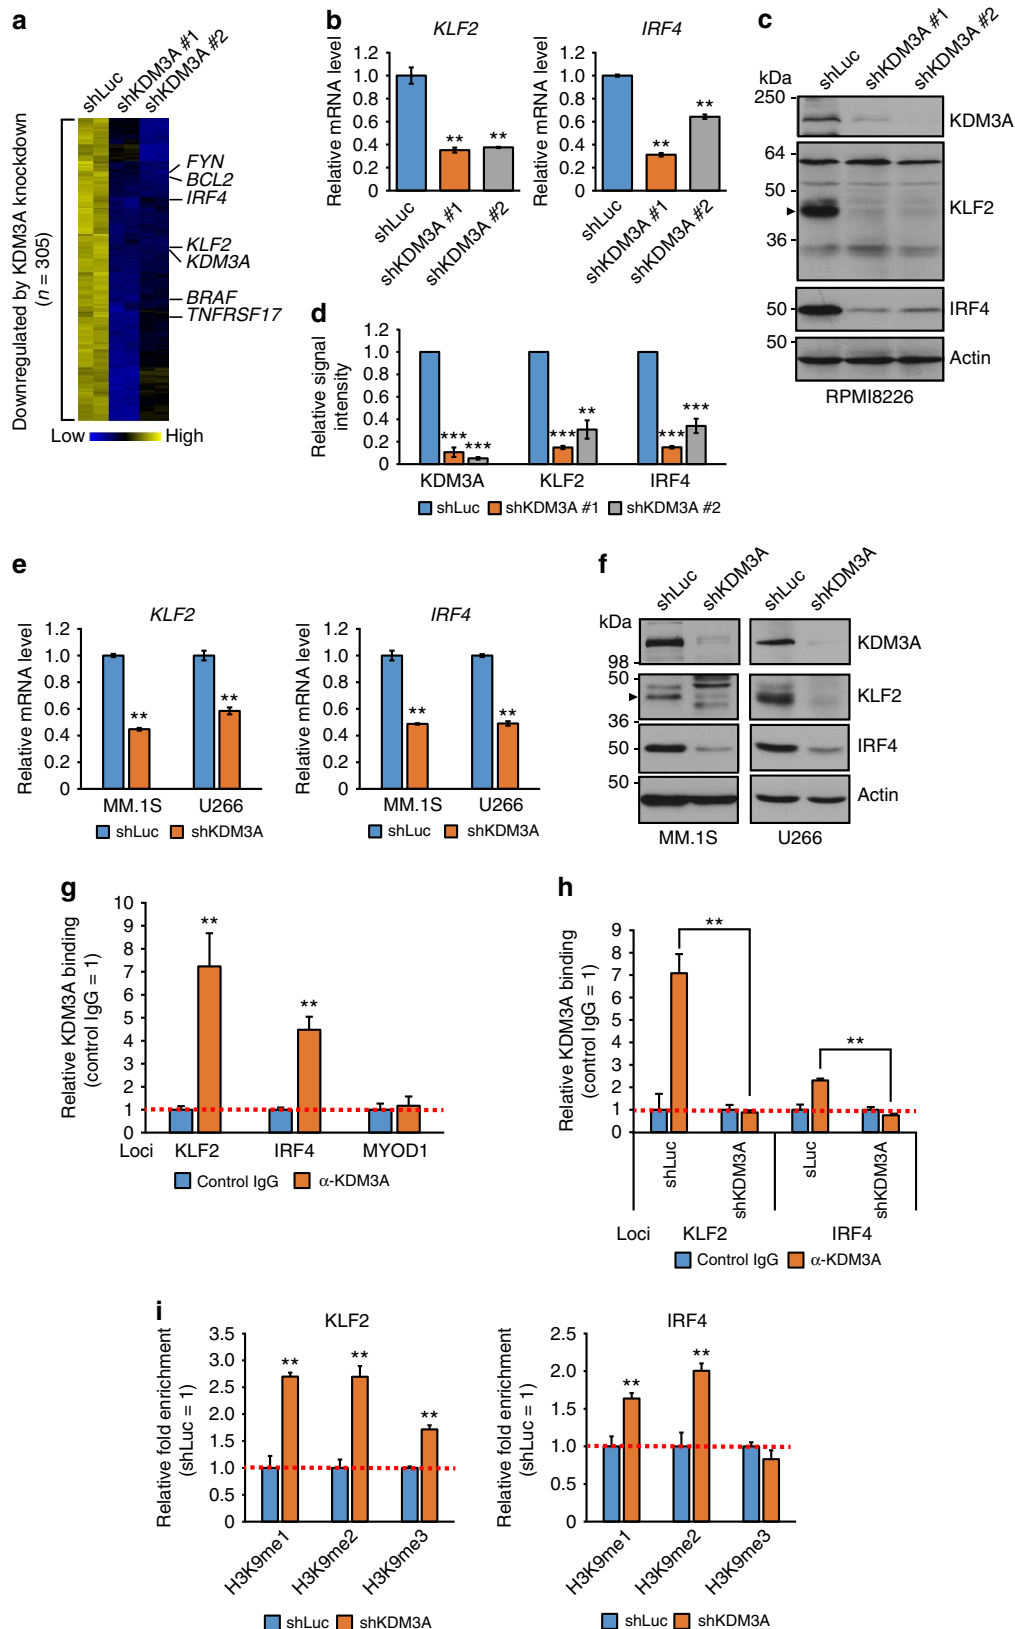 a
shLuc
shKDM3A #1
shKDM3A #2
Downregulated by KDM3A knockdown
(n = 305)
FYN
BCL2
IRF4
KLF2
KDM3A
BRAF
TNFRSF17
Low High
b
KLF2
Relative mRNA level
1.2
1.0
0.8
0.6
0.4
0.2
0
** **
shLuc
shKDM3A #1
shKDM3A #2
IRF4
Relative mRNA level
1.2
1.0
0.8
0.6
0.4
0.2
0
** **
shLuc
shKDM3A #1
shKDM3A #2
c
shLuc
shKDM3A #1
shKDM3A #2
kDa
250
KDM3A
64
50
KLF2
36
50
IRF4
50
Actin
RPMI8226
d
Relative signal
intensity
1.2
1.0
0.8
0.6
0.4
0.2
0
*** *** *** ** *** ***
KDM3A KLF2 IRF4
shLuc shKDM3A #1 shKDM3A #2
e
KLF2
Relative mRNA level
1.2
1.0
0.8
0.6
0.4
0.2
0
** **
MM.1S U266
shLuc shKDM3A
IRF4
Relative mRNA level
1.2
1.0
0.8
0.6
0.4
0.2
0
** **
MM.1S U266
shLuc shKDM3A
f
shLuc
shKDM3A
shLuc
shKDM3A
kDa
KDM3A
98
50
KLF2
36
50
IRF4
50
Actin
MM.1S U266
g
Relative KDM3A binding
(control IgG = 1)
10
9
8
7
6
5
4
3
2
1
0
** **
Loci KLF2 IRF4 MYOD1
Control IgG α-KDM3A
h
Relative KDM3A binding
(control IgG = 1)
9
8
7
6
5
4
3
2
1
0
** **
shLuc
shKDM3A
sLuc
shKDM3A
Loci KLF2 IRF4
Control IgG α-KDM3A
i
KLF2
Relative fold enrichment
(shLuc = 1)
3.5
3.0
2.5
2.0
1.5
1.0
0.5
0
** ** **
H3K9me1
H3K9me2
H3K9me3
shLuc shKDM3A
IRF4
Relative fold enrichment
(shLuc = 1)
2.5
2.0
1.5
1.0
0.5
0
** **
H3K9me1
H3K9me2
H3K9me3
shLuc shKDM3A